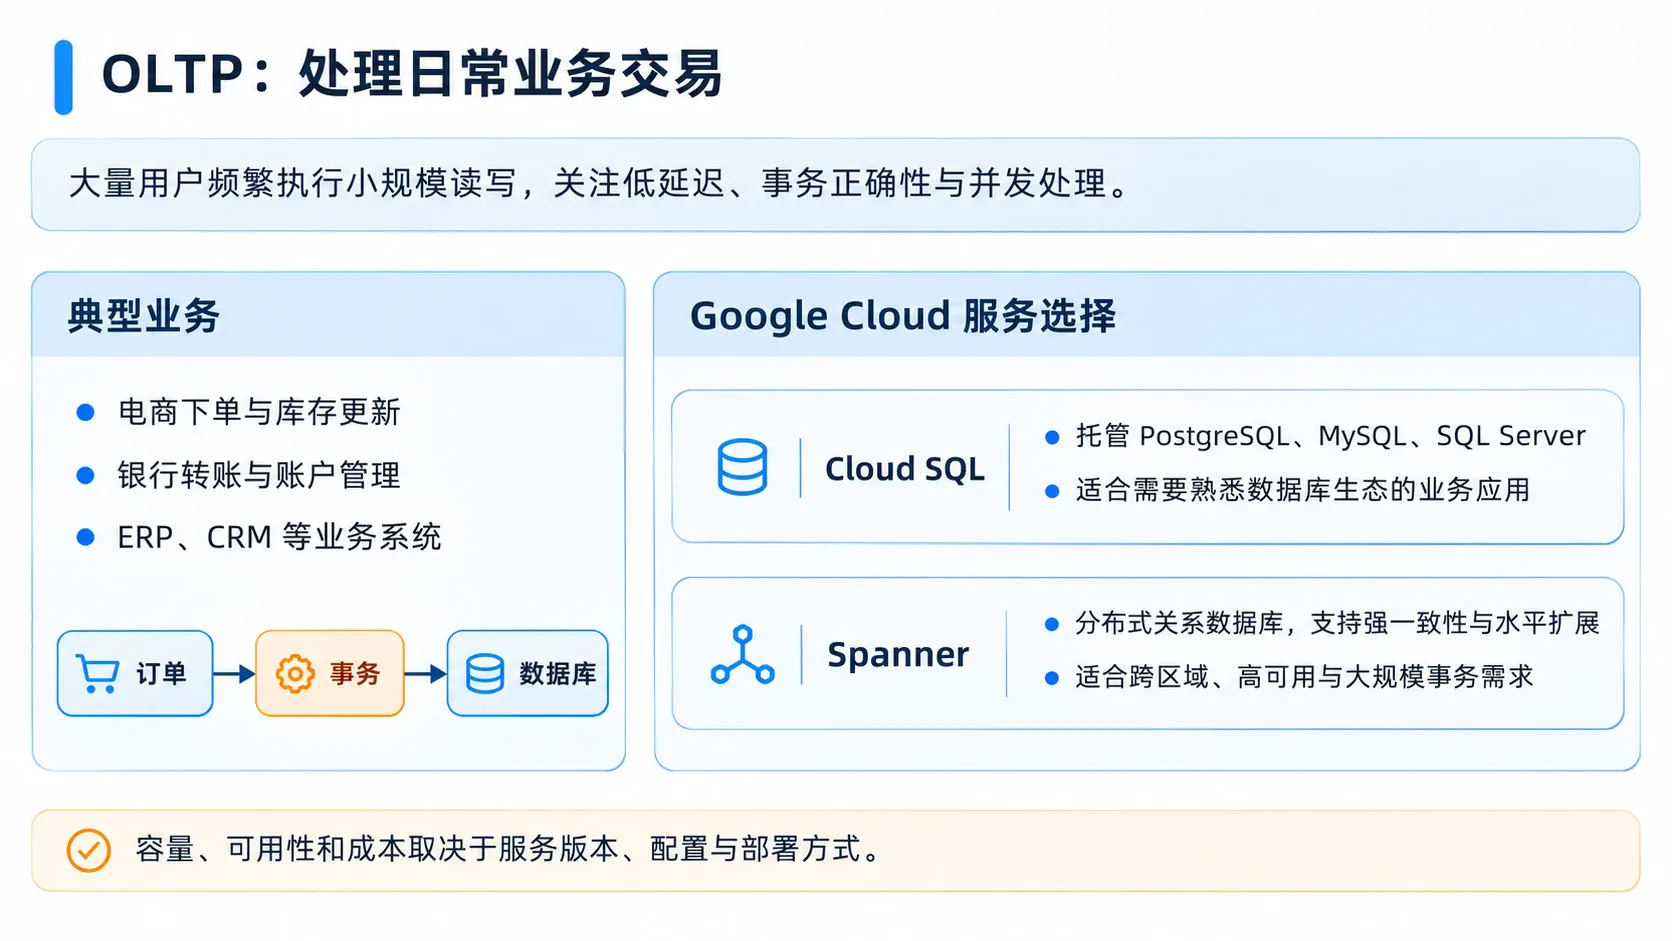 OLTP：处理日常业务交易
大量用户频繁执行小规模读写，关注低延迟、事务正确性与并发处理。
典型业务
电商下单与库存更新
银行转账与账户管理
ERP、CRM 等业务系统
订单
事务
数据库
Google Cloud 服务选择
Cloud SQL
托管 PostgreSQL、MySQL、SQL Server
适合需要熟悉数据库生态的业务应用
Spanner
分布式关系数据库，支持强一致性与水平扩展
适合跨区域、高可用与大规模事务需求
容量、可用性和成本取决于服务版本、配置与部署方式。